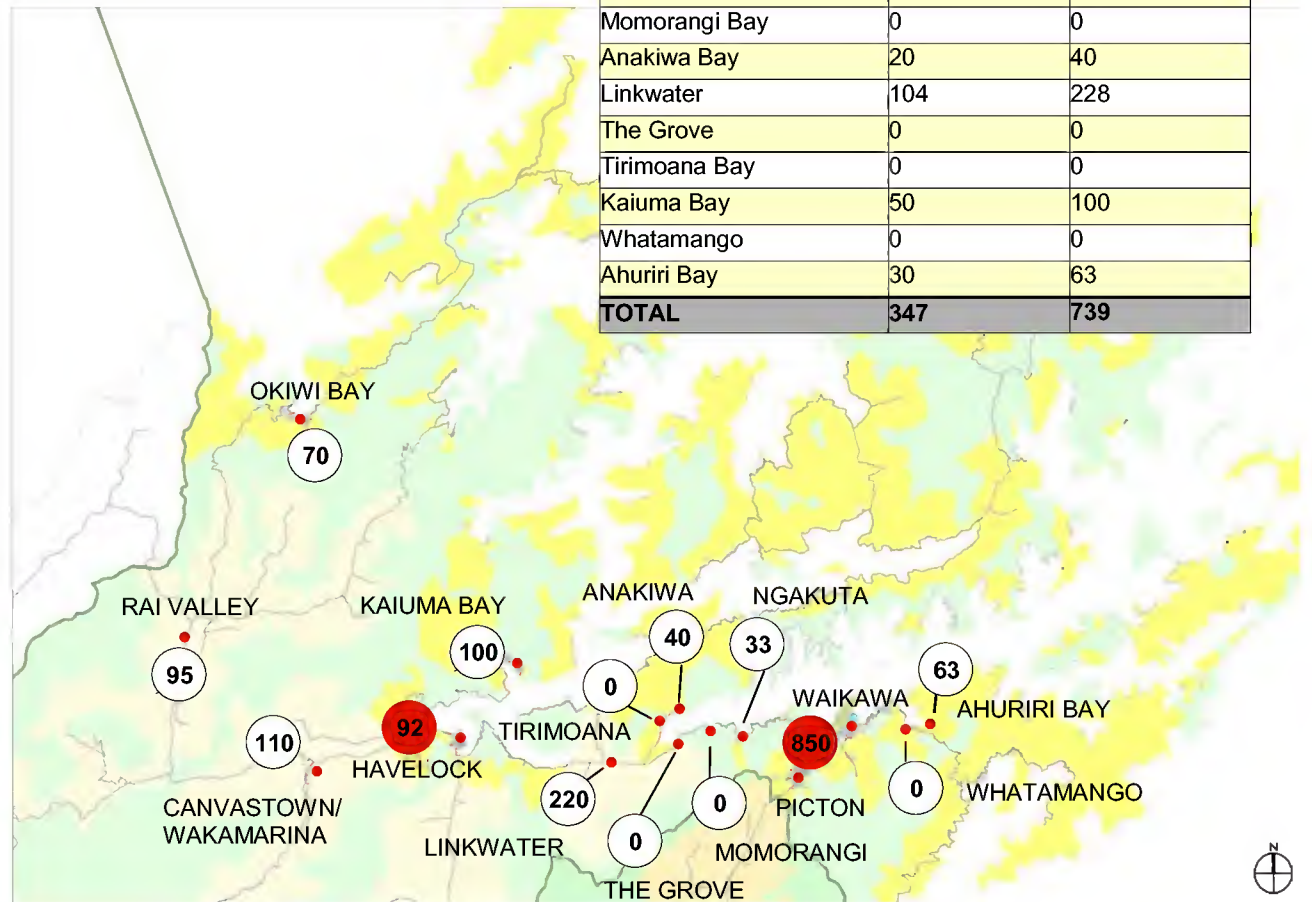 Momorangi Bay 0 0
Anakiwa Bay 20 40
Linkwater 104 228
The Grove 0 0
Tirimoana Bay 0 0
Kaiuma Bay 50 100
Whatamango 0 0
Ahuriri Bay 30 63
TOTAL 347 739
OKIWI BAY
70
RAI VALLEY
95
KAIUMA BAY
100
ANAKIWA
40
NGAKUTA
33
0
TIRIMOANA
WAIKAWA
63
AHURIRI BAY
92
HAVELOCK
110
CANVASTOWN/
WAKAMARINA
850
PICTON
220
LINKWATER
0
THE GROVE
0
MOMORANGI
0
WHATAMANGO
N